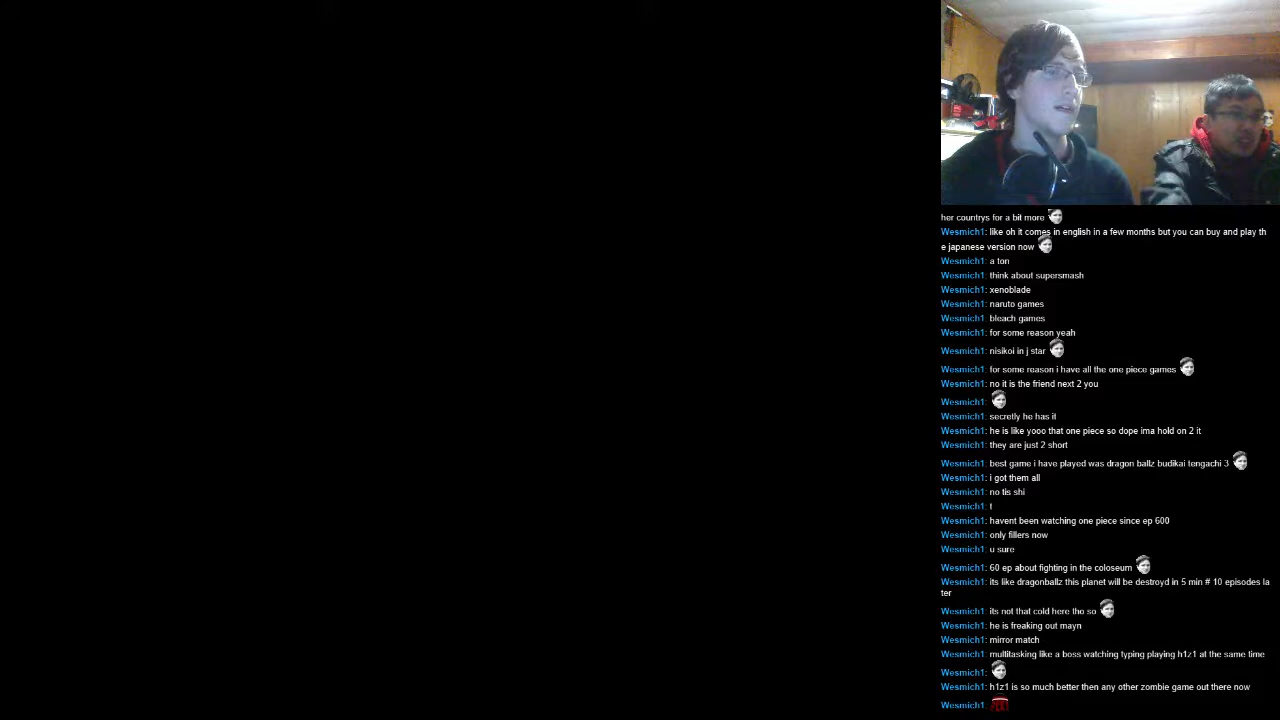 her countrys for a bit more
Wesmich1: like oh it comes in english in a few months but you can buy and play th
e japanese version now
Wesmich1: a ton
Wesmich1: think about supersmash
Wesmich1: xenoblade
Wesmich1: naruto games
Wesmich1: bleach games
Wesmich1: for some reason yeah
Wesmich1: nisikoi in j star
Wesmich1: for some reason i have all the one piece games
Wesmich1: no it is the friend next 2 you
Wesmich1:
Wesmich1: secretly he has it
Wesmich1: he is like yooo that one piece so dope ima hold on 2 it
Wesmich1: they are just 2 short
Wesmich1: best game i have played was dragon ballz budikai tengachi 3
Wesmich1: i got them all
Wesmich1: no tis shi
Wesmich1: t
Wesmich1: havent been watching one piece since ep 600
Wesmich1: only fillers now
Wesmich1: u sure
Wesmich1: 60 ep about fighting in the coloseum
Wesmich1: its like dragonballz this planet will be destroyd in 5 min # 10 episodes la
ter
Wesmich1: its not that cold here tho so
Wesmich1: he is freaking out mayn
Wesmich1: mirror match
Wesmich1: multitasking like a boss watching typing playing h1z1 at the same time
Wesmich1:
Wesmich1: h1z1 is so much better then any other zombie game out there now
Wesmich1: